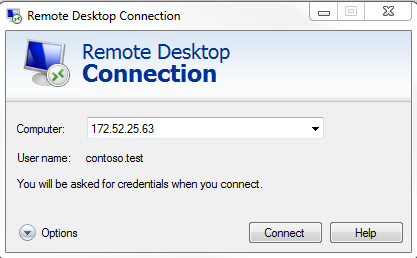 Remote Desktop Connection
Remote Desktop
Connection
Computer: 172.52.25.63
User name: contoso.test
You will be asked for credentials when you connect.
Options Connect Help